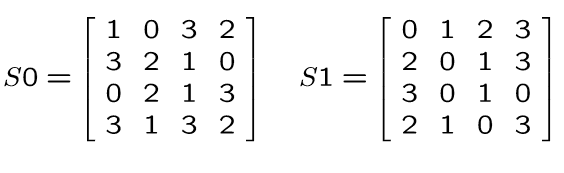 1 0 3 2 0 1 2 3
3 2 1 0 2 0 1 3
S0 = S1 =
0 2 1 3 3 0 1 0
3 1 3 2 2 1 0 3